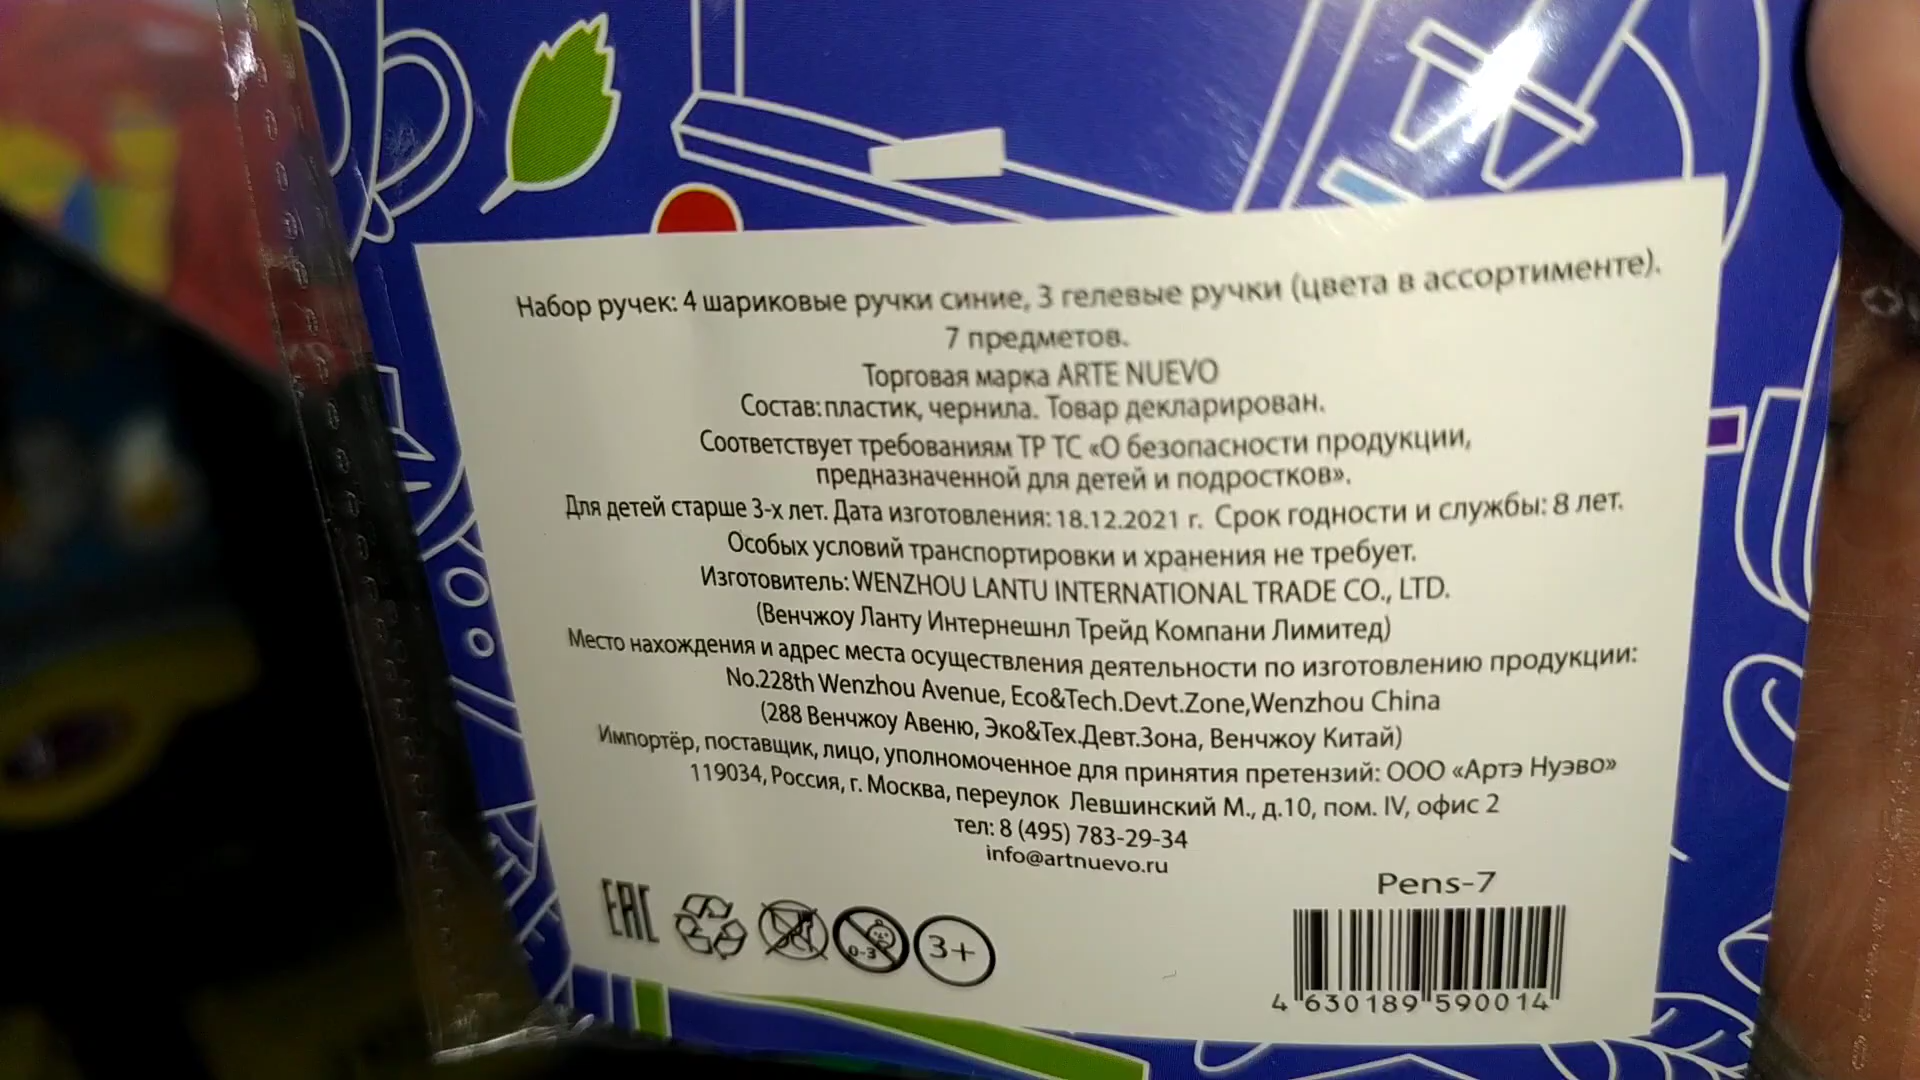 Набор ручек: 4 шариковые ручки синие, 3 гелевые ручки (цвета в ассортименте).
7 предметов.
Торговая марка ARTE NUEVO
Состав: пластик, чернила. Товар декларирован.
Соответствует требованиям ТР ТС «О безопасности продукции,
предназначенной для детей и подростков».
Для детей старше 3-х лет. Дата изготовления: 18.12.2021 г. Срок годности и службы: 8 лет.
Особых условий транспортировки и хранения не требует.
Изготовитель: WENZHOU LANTU INTERNATIONAL TRADE CO., LTD.
(Венчжоу Ланту Интернешнл Трейд Компани Лимитед)
Место нахождения и адрес места осуществления деятельности по изготовлению продукции:
No.228th Wenzhou Avenue, Eco&Tech.Devt.Zone,Wenzhou China
(288 Венчжоу Авеню, Эко&Тех.Девт.Зона, Венчжоу Китай)
Импортёр, поставщик, лицо, уполномоченное для принятия претензий: ООО «Артэ Нуэво»
119034, Россия, г. Москва, переулок Левшинский М., д.10, пом. IV, офис 2
тел: 8 (495) 783-29-34
info@artnuevo.ru
Pens-7
EAC
0-3
3+
4 630189 590014